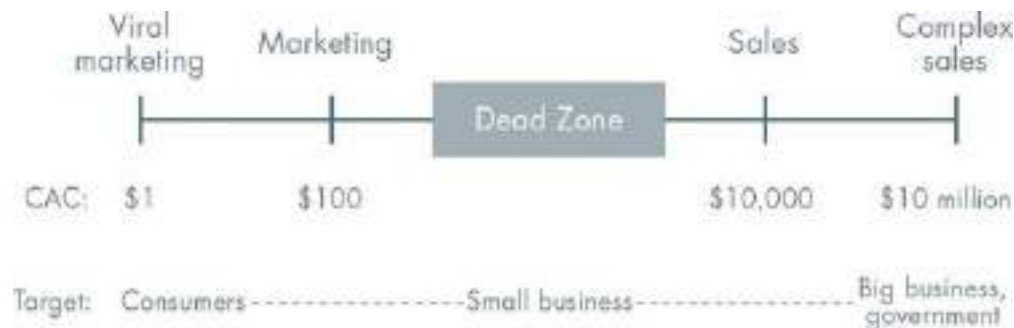 Viral marketing
Marketing
Sales
Complex sales
Dead Zone
CAC: $1 $100 $10,000 $10 million
Target: Consumers Small business Big business, government